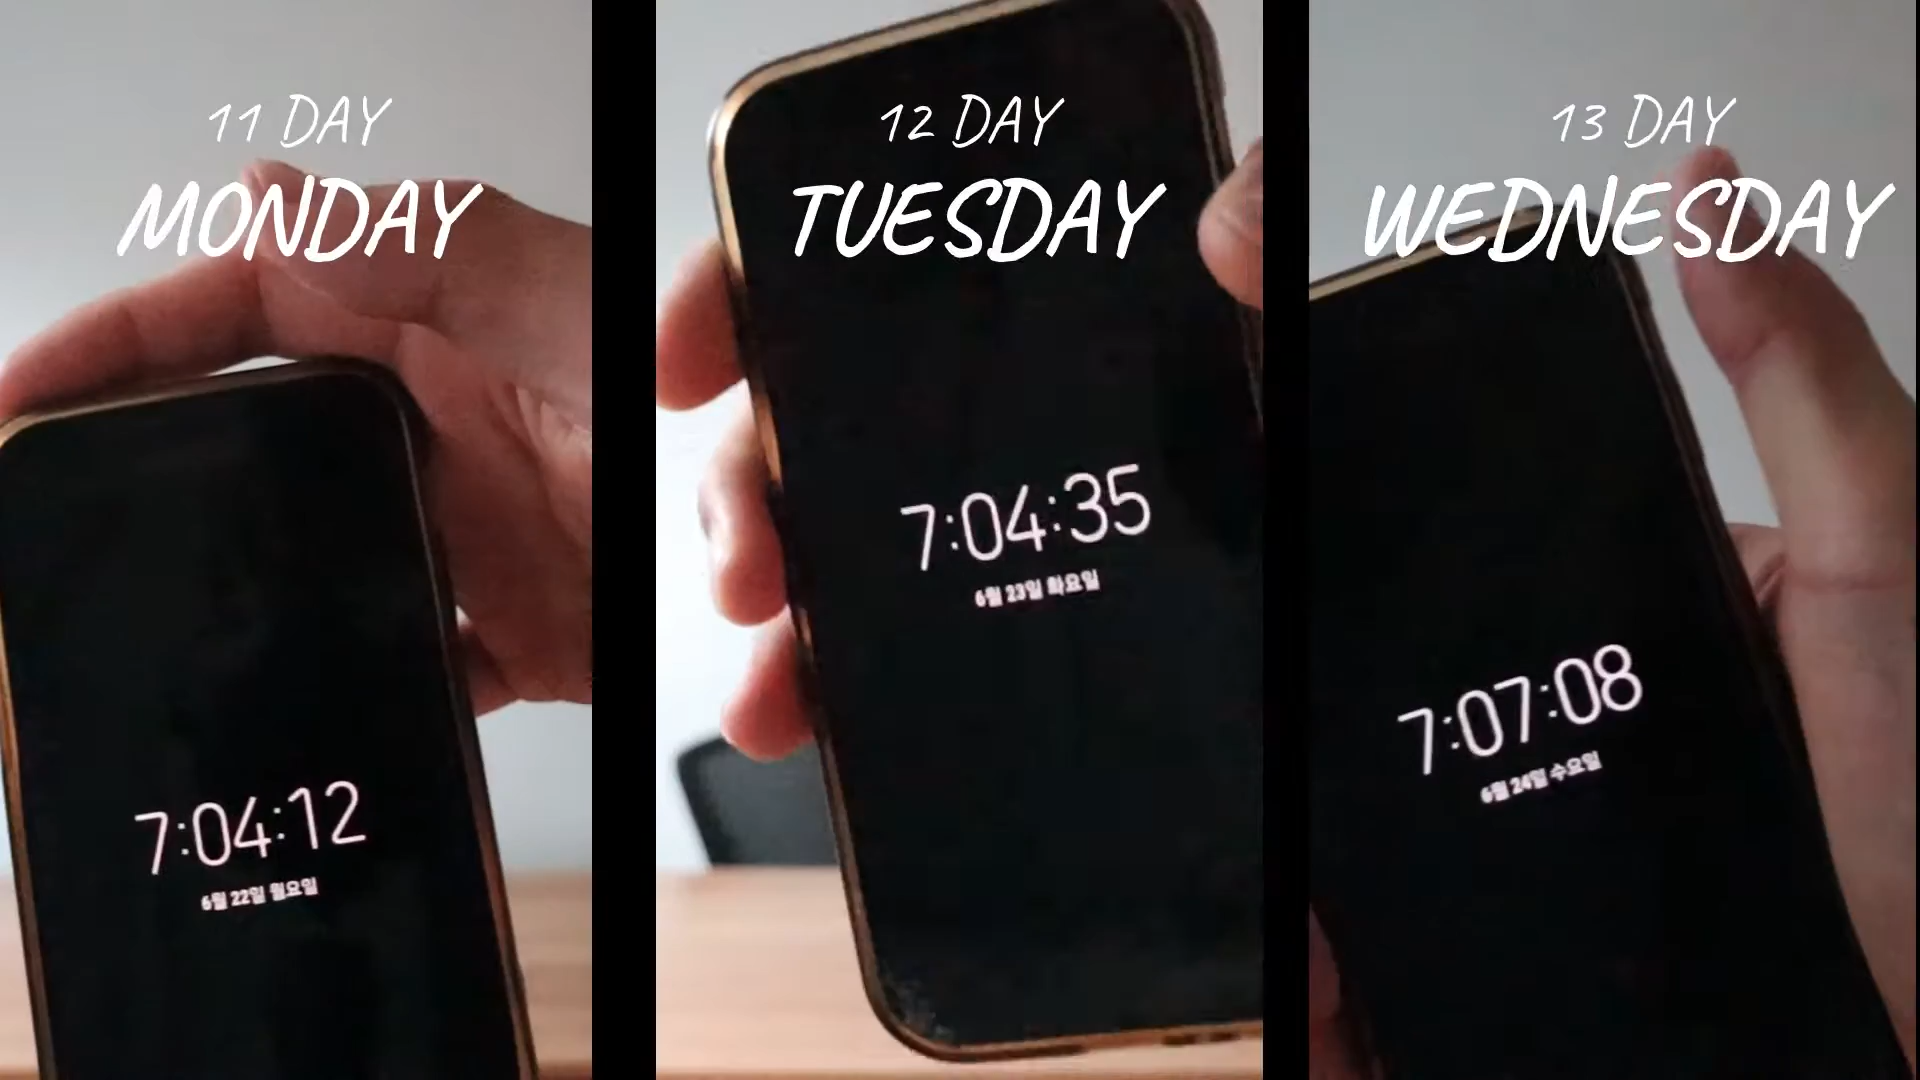 11 DAY
MONDAY
7:04:12
6월 22일 월요일
12 DAY
TUESDAY
7:04:35
6월 23일 화요일
13 DAY
WEDNESDAY
7:07:08
6월 24일 수요일